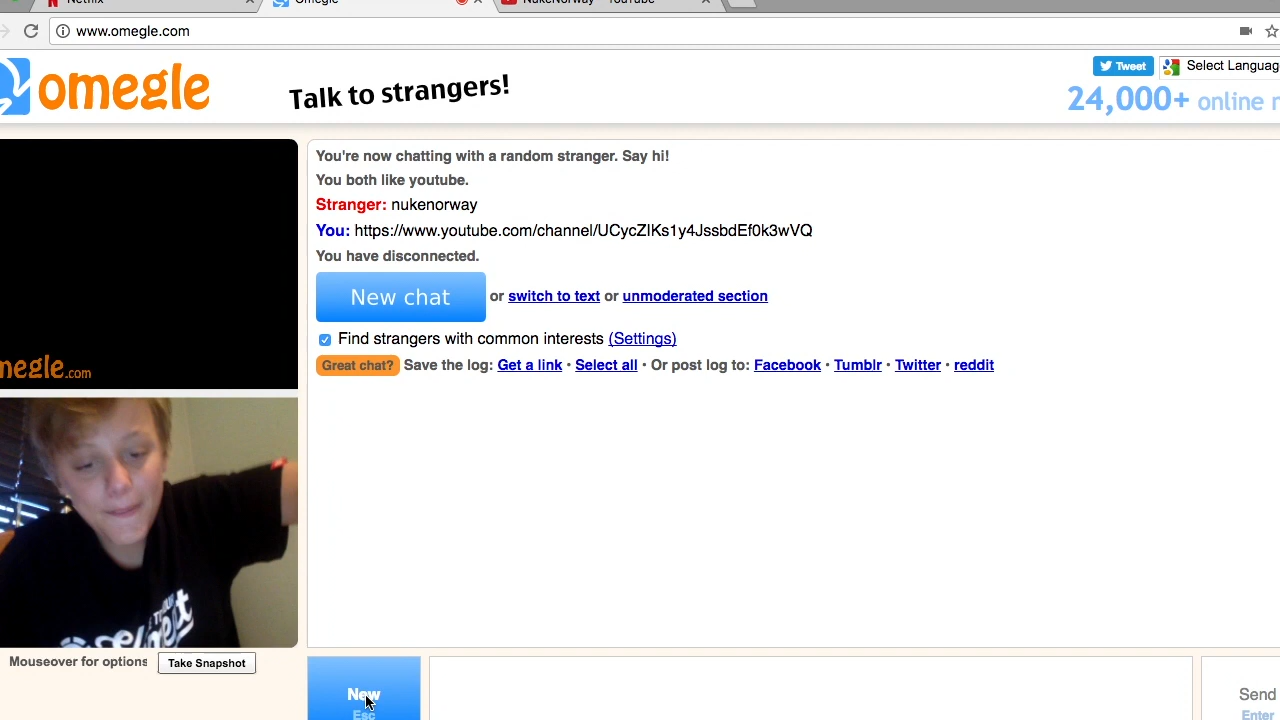 www.omegle.com
omegle
Talk to strangers!
Tweet
Select Languag
24,000+ online
You're now chatting with a random stranger. Say hi!
You both like youtube.
Stranger: nukenorway
You: https://www.youtube.com/channel/UCycZIKs1y4JssbdEf0k3wVQ
You have disconnected.
New chat or switch to text or unmoderated section
Find strangers with common interests (Settings)
Great chat? Save the log: Get a link • Select all • Or post log to: Facebook • Tumblr • Twitter • reddit
megle.com
Mouseover for options
Take Snapshot
New
Esc
Send
Enter